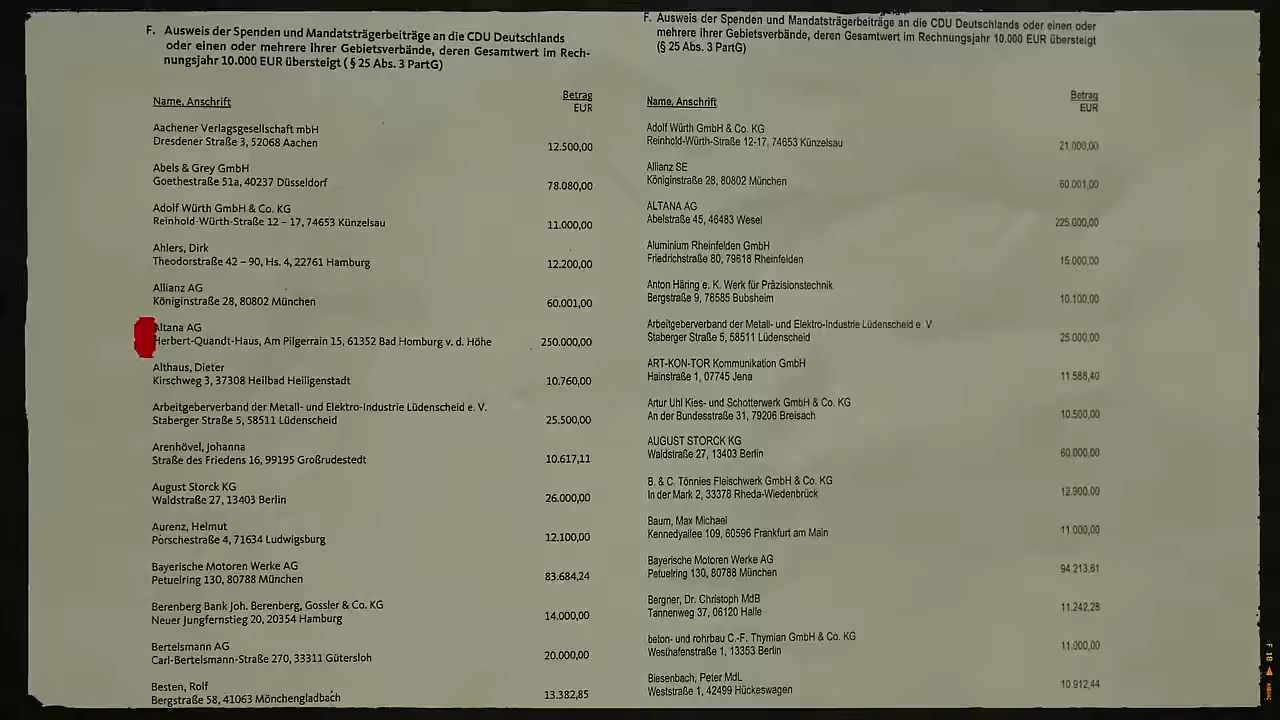 F. Ausweis der Spenden und Mandatsträgerbeiträge an die CDU Deutschlands
oder einen oder mehrere ihrer Gebietsverbände, deren Gesamtwert im Rech-
nungsjahr 10.000 EUR übersteigt ( § 25 Abs. 3 PartG)
Name, Anschrift
Betrag
EUR
Aachener Verlagsgesellschaft mbH
Dresdener Straße 3, 52068 Aachen 12.500,00
Abels & Grey GmbH
Goethestraße 51a, 40237 Düsseldorf 78.080,00
Adolf Würth GmbH & Co. KG
Reinhold-Würth-Straße 12 – 17, 74653 Künzelsau 11.000,00
Ahlers, Dirk
Theodorstraße 42 – 90, Hs. 4, 22761 Hamburg 12.200,00
Allianz AG
Königinstraße 28, 80802 München 60.001,00
Altana AG
Herbert-Quandt-Haus, Am Pilgerrain 15, 61352 Bad Homburg v. d. Höhe 250.000,00
Althaus, Dieter
Kirschweg 3, 37308 Heilbad Heiligenstadt 10.760,00
Arbeitgeberverband der Metall- und Elektro-Industrie Lüdenscheid e. V.
Staberger Straße 5, 58511 Lüdenscheid 25.500,00
Arenhövel, Johanna
Straße des Friedens 16, 99195 Großrudestedt 10.617,11
August Storck KG
Waldstraße 27, 13403 Berlin 26.000,00
Aurenz, Helmut
Porschestraße 4, 71634 Ludwigsburg 12.100,00
Bayerische Motoren Werke AG
Petuelring 130, 80788 München 83.684,24
Berenberg Bank Joh. Berenberg, Gossler & Co. KG
Neuer Jungfernstieg 20, 20354 Hamburg 14.000,00
Bertelsmann AG
Carl-Bertelsmann-Straße 270, 33311 Gütersloh 20.000,00
Besten, Rolf
Bergstraße 58, 41063 Mönchengladbach 13.382,85
F. Ausweis der Spenden und Mandatsträgerbeiträge an die CDU Deutschlands oder einen oder
mehrere ihrer Gebietsverbände, deren Gesamtwert im Rechnungsjahr 10.000 EUR übersteigt
(§ 25 Abs. 3 PartG)
Name, Anschrift
Betrag
EUR
Adolf Würth GmbH & Co. KG
Reinhold-Würth-Straße 12-17, 74653 Künzelsau 21.000,00
Allianz SE
Königinstraße 28, 80802 München 60.001,00
ALTANA AG
Abelstraße 45, 46483 Wesel 225.000,00
Aluminium Rheinfelden GmbH
Friedrichstraße 80, 79618 Rheinfelden 15.000,00
Anton Häring e. K. Werk für Präzisionstechnik
Bergstraße 9, 78585 Bubsheim 10.100,00
Arbeitgeberverband der Metall- und Elektro-Industrie Lüdenscheid e. V.
Staberger Straße 5, 58511 Lüdenscheid 25.000,00
ART-KON-TOR Kommunikation GmbH
Hainstraße 1, 07745 Jena 11.588,40
Artur Uhl Kies- und Schotterwerk GmbH & Co. KG
An der Bundesstraße 31, 79206 Breisach 10.500,00
AUGUST STORCK KG
Waldstraße 27, 13403 Berlin 60.000,00
B. & C. Tönnies Fleischwerk GmbH & Co. KG
In der Mark 2, 33378 Rheda-Wiedenbrück 12.900,00
Baum, Max Michael
Kennedyallee 109, 60596 Frankfurt am Main 11.000,00
Bayerische Motoren Werke AG
Petuelring 130, 80788 München 94.213,61
Bergner, Dr. Christoph MdB
Tannenweg 37, 06120 Halle 11.242,28
beton- und rohrbau C.-F. Thymian GmbH & Co. KG
Westhafenstraße 1, 13353 Berlin 11.000,00
Biesenbach, Peter MdL
Weststraße 1, 42499 Hückeswagen 10.912,44